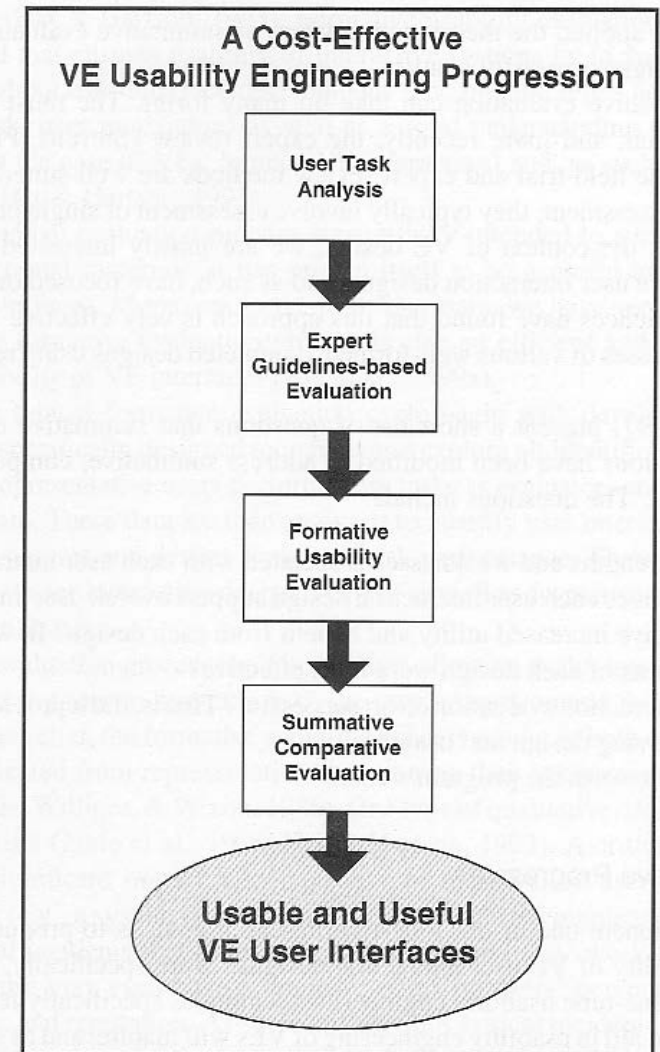 A Cost-Effective
VE Usability Engineering Progression
User Task
Analysis
Expert
Guidelines-based
Evaluation
Formative
Usability
Evaluation
Summative
Comparative
Evaluation
Usable and Useful
VE User Interfaces